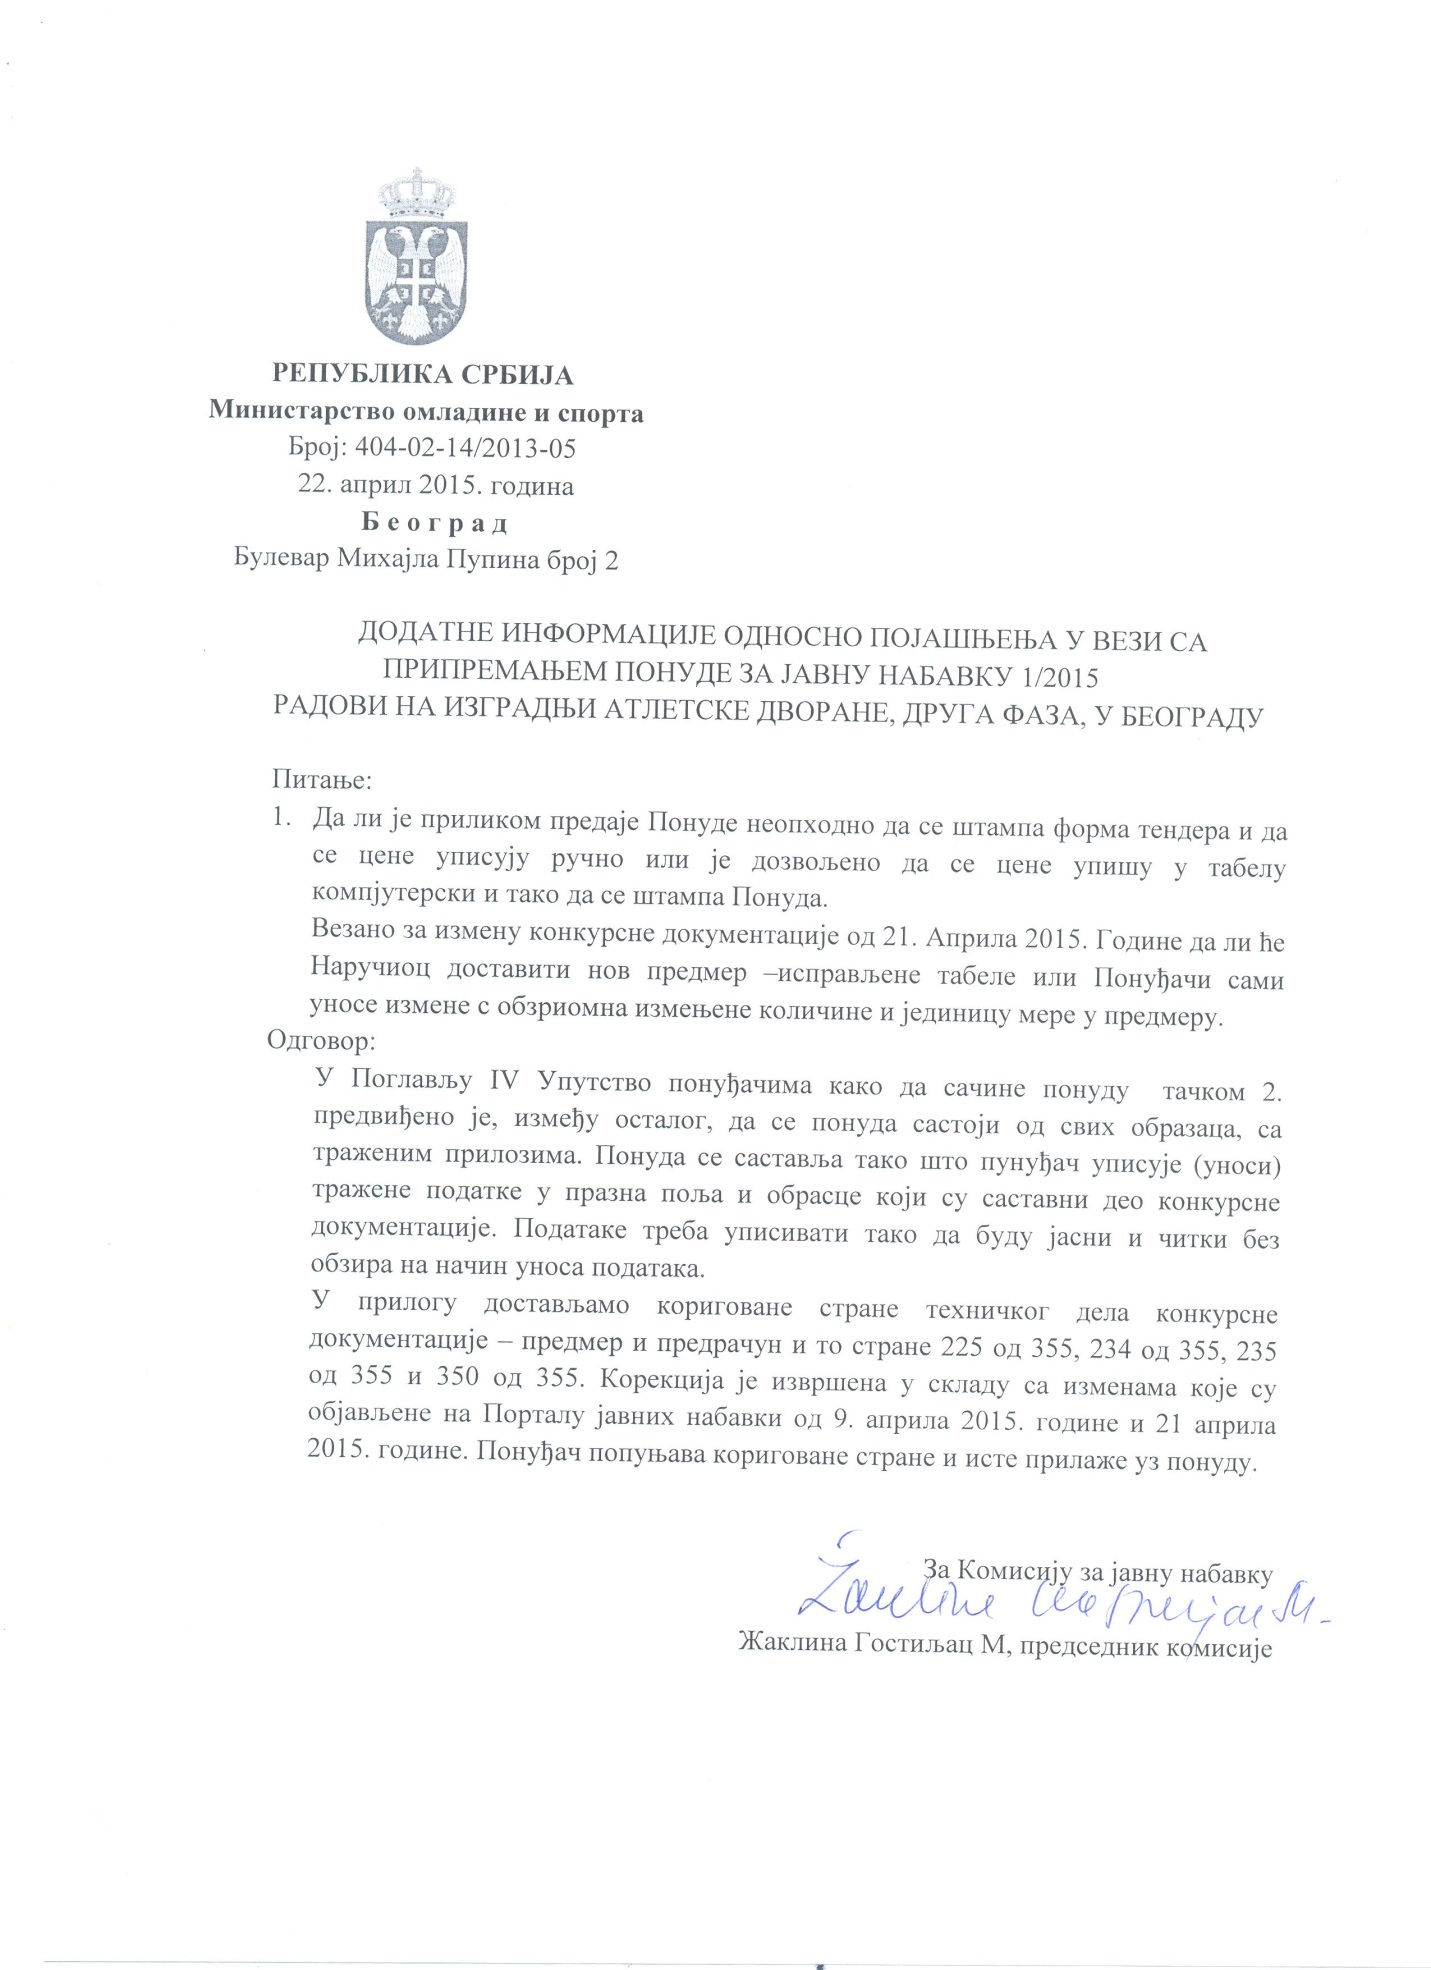 РЕПУБЛИКА СРБИЈА
Министарство омладине и спорта
Број: 404-02-14/2013-05
22. април 2015. година
Б е о г р а д
Булевар Михајла Пупина број 2
ДОДАТНЕ ИНФОРМАЦИЈЕ ОДНОСНО ПОЈАШЊЕЊА У ВЕЗИ СА
ПРИПРЕМАЊЕМ ПОНУДЕ ЗА ЈАВНУ НАБАВКУ 1/2015
РАДОВИ НА ИЗГРАДЊИ АТЛЕТСКЕ ДВОРАНЕ, ДРУГА ФАЗА, У БЕОГРАДУ
Питање:
1. Да ли је приликом предаје Понуде неопходно да се штампа форма тендера и да
се цене уписују ручно или је дозвољено да се цене упишу у табелу
компјутерски и тако да се штампа Понуда.
Везано за измену конкурсне документације од 21. Априла 2015. Године да ли ће
Наручиоц доставити нов предмер –исправљене табеле или Понуђачи сами
уносе измене с обзриомна измењене количине и јединицу мере у предмеру.
Одговор:
У Поглављу IV Упутство понуђачима како да сачине понуду тачком 2.
предвиђено је, између осталог, да се понуда састоји од свих образаца, са
траженим прилозима. Понуда се саставља тако што пунуђач уписује (уноси)
тражене податке у празна поља и обрасце који су саставни део конкурсне
документације. Податаке треба уписивати тако да буду јасни и читки без
обзира на начин уноса података.
У прилогу достављамо кориговане стране техничког дела конкурсне
документације – предмер и предрачун и то стране 225 од 355, 234 од 355, 235
од 355 и 350 од 355. Корекција је извршена у складу са изменама које су
објављене на Порталу јавних набавки од 9. априла 2015. године и 21 априла
2015. године. Понуђач попуњава кориговане стране и исте прилаже уз понуду.
За Комисију за јавну набавку
Жаклина Гостиљац М, председник комисије